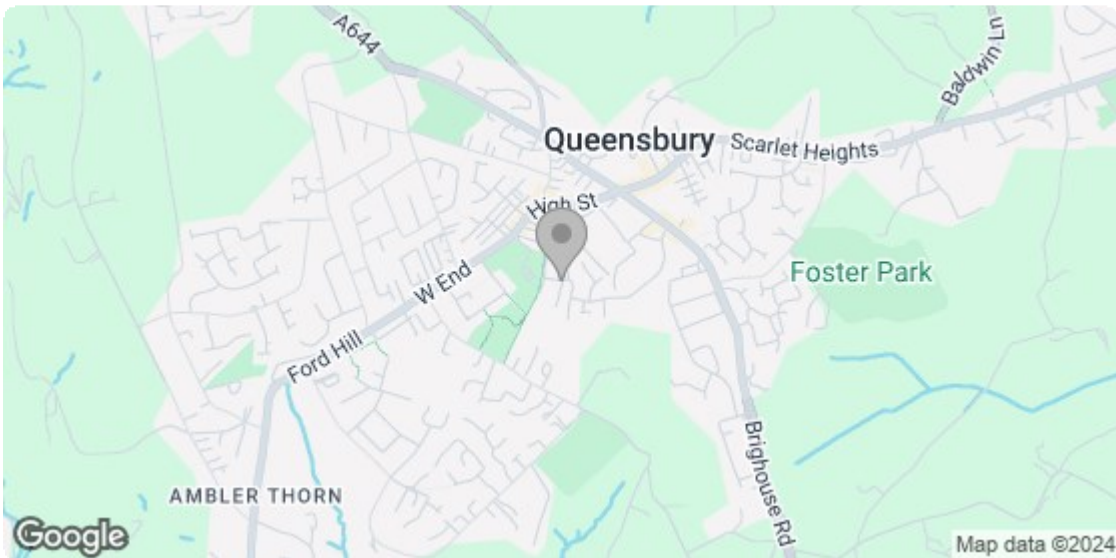 A644
Baldwin Ln
Queensbury
Scarlet Heights
High St
Foster Park
W End
Ford Hill
Brighouse Rd
AMBLER THORN
Google
Map data ©2024